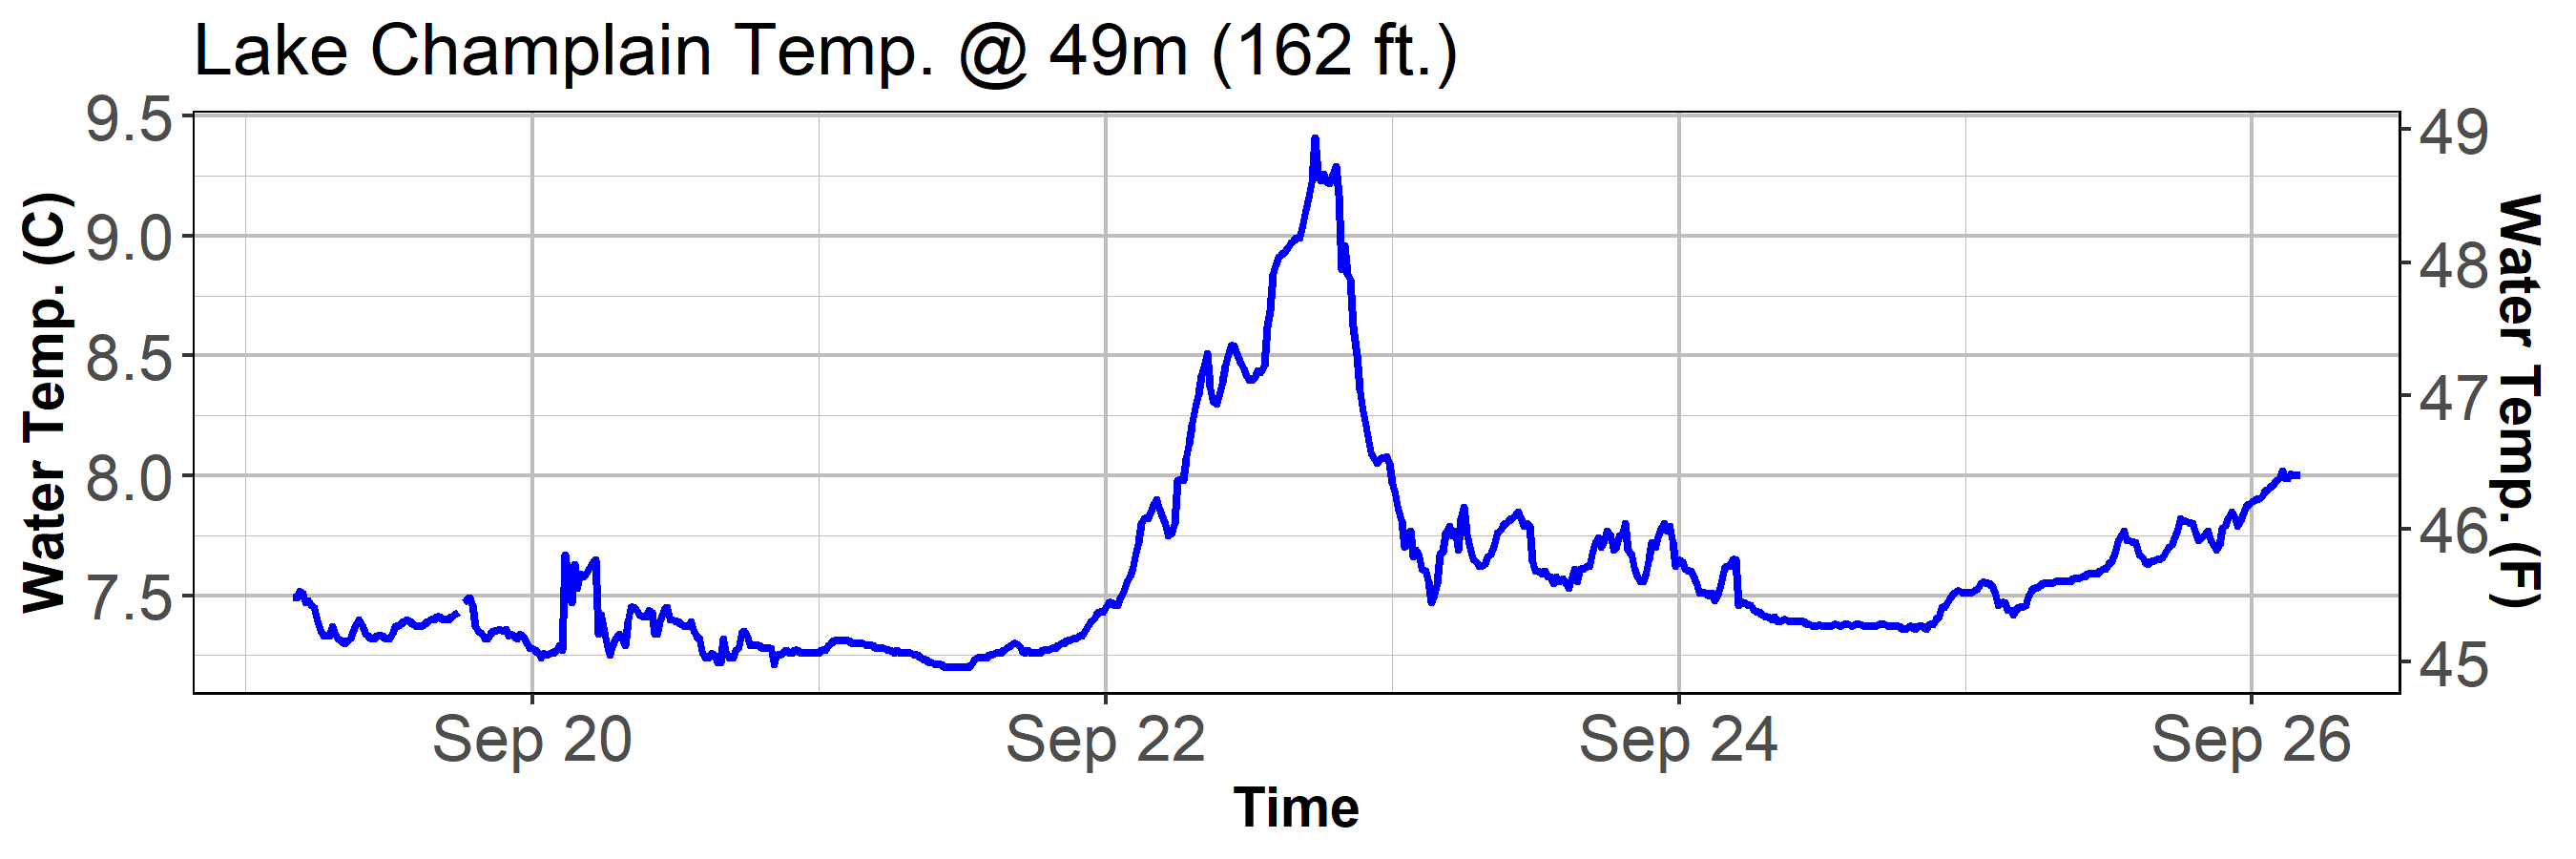 Lake Champlain Temp. @ 49m (162 ft.)
Water Temp. (C)
9.5
9.0
8.5
8.0
7.5
49
48
47
46
45
Water Temp. (F)
Sep 20 Sep 22 Sep 24 Sep 26
Time